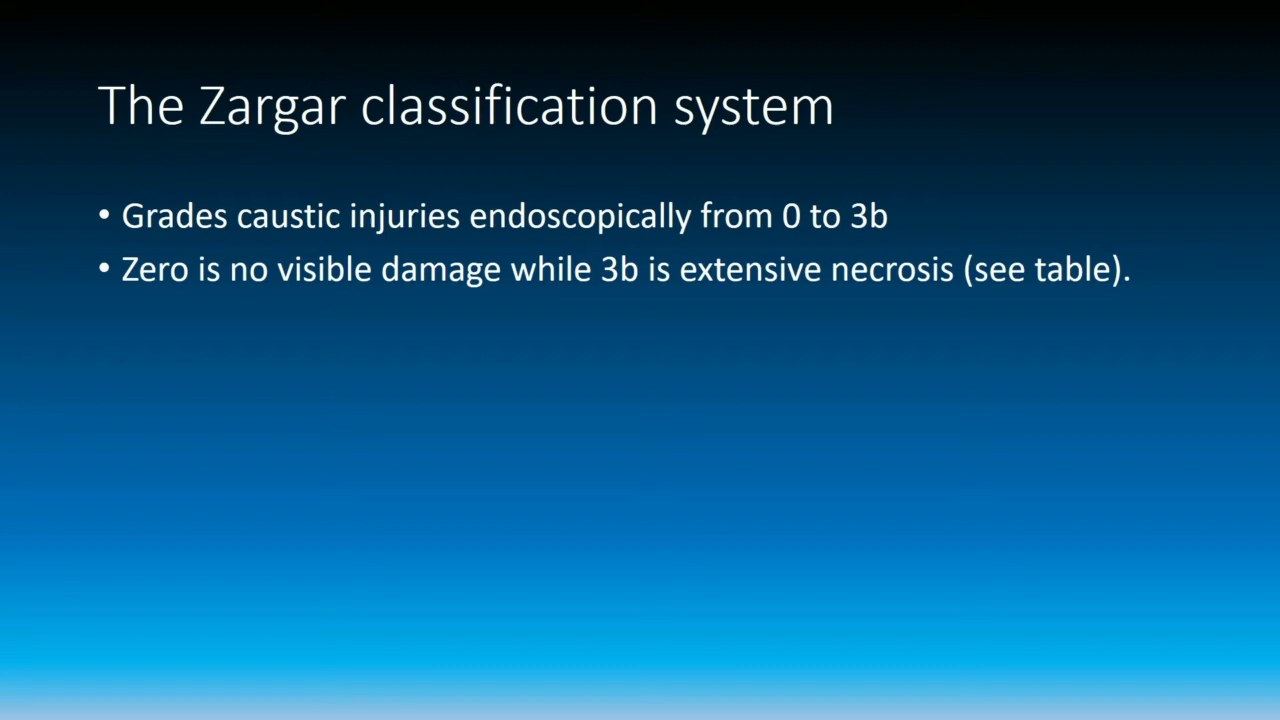 The Zargar classification system
• Grades caustic injuries endoscopically from 0 to 3b
• Zero is no visible damage while 3b is extensive necrosis (see table).